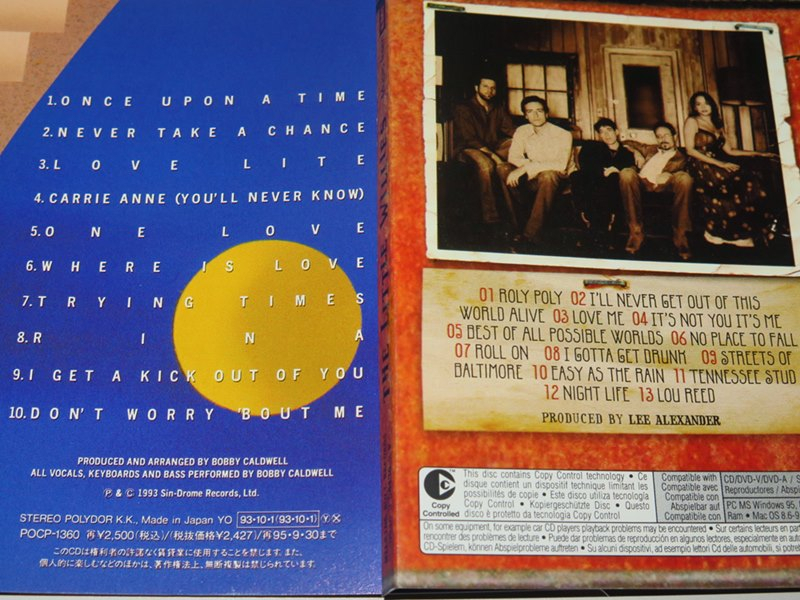 1.ONCE UPON A TIME
2.NEVER TAKE A CHANCE
3.LOVE LITE
4.CARRIE ANNE (YOU'LL NEVER KNOW)
5.ONE LOVE
6.WHERE IS LOVE
7.TRYING TIMES
8.RINA
9.I GET A KICK OUT OF YOU
10.DON'T WORRY 'BOUT ME
PRODUCED AND ARRANGED BY BOBBY CALDWELL
ALL VOCALS, KEYBOARDS AND BASS PERFORMED BY BOBBY CALDWELL
Ⓟ & © 1993 Sin-Drome Records, Ltd.
STEREO POLYDOR K.K., Made in Japan YO 93·10·1(93·10·1) Ⓨ Ⓧ
POCP-1360 再¥2,500(税込)/(税抜価格¥2,427)/再95·9·30まで
このCDは権利者の許諾なく賃貸業に使用することを禁じます。また、
個人的に楽しむなどのほかは、著作権法上、無断複製は禁じられています。
THE LITTLE WILLIES
01 ROLY POLY 02 I'LL NEVER GET OUT OF THIS
WORLD ALIVE 03 LOVE ME 04 IT'S NOT YOU IT'S ME
05 BEST OF ALL POSSIBLE WORLDS 06 NO PLACE TO FALL
07 ROLL ON 08 I GOTTA GET DRUNK 09 STREETS OF
BALTIMORE 10 EASY AS THE RAIN 11 TENNESSEE STUD
12 NIGHT LIFE 13 LOU REED
PRODUCED BY LEE ALEXANDER
Copy
Controlled
This disc contains Copy Control technology • Ce
disque contient un dispositif technique limitant les
possibilités de copie • Este disco utiliza tecnología
Copy Control • Kopiergeschützte Disc • Questo
disco è protetto da tecnologia Copy Control
Compatible with
Compatible avec
Compatible con
Abspielbar auf
Compatibile con
CD/DVD-V/DVD-A / S
Reproductores / Absp
PC MS Windows 95,
Ram • Mac OS 8.6-9
On some equipment, for example car CD players playback problems may be encountered • Sur certains lecteurs en par
rencontrer des problèmes de lecture • Puede dar problemas de reproducción en algunos lectores, especialmente en auto
CD-Spielern, können Abspielprobleme auftreten • Su alcuni dispositivi, ad esempio lettori Cd delle automobili, si potreb